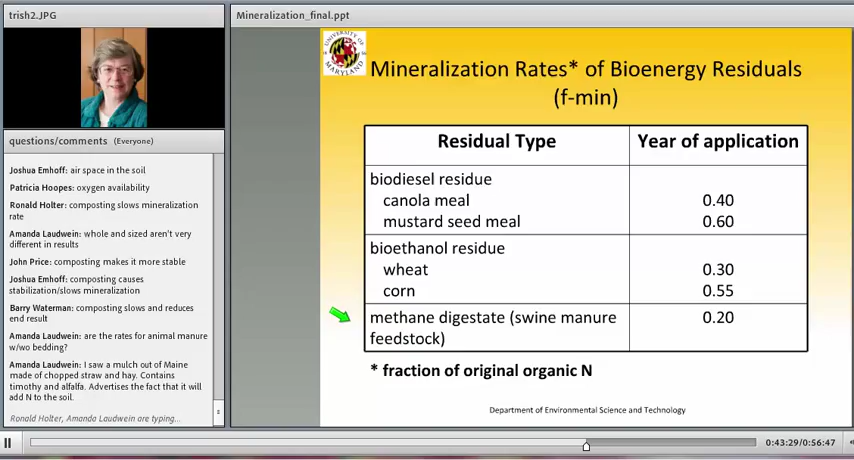 trish2.JPG
questions/comments (Everyone)
Joshua Emhoff: air space in the soil
Patricia Hoopes: oxygen availability
Ronald Holter: composting slows mineralization
rate
Amanda Laudwein: whole and sized aren't very
different in results
John Price: composting makes it more stable
Joshua Emhoff: composting causes
stabilization/slows mineralization
Barry Waterman: composting slows and reduces
end result
Amanda Laudwein: are the rates for animal manure
w/wo bedding?
Amanda Laudwein: I saw a mulch out of Maine
made of chopped straw and hay. Contains
timothy and alfalfa. Advertises the fact that it will
add N to the soil.
Ronald Holter, Amanda Laudwein are typing...
Mineralization_final.ppt
UNIVERSITY OF
MARYLAND
Mineralization Rates* of Bioenergy Residuals
(f-min)
Residual Type Year of application
biodiesel residue
canola meal 0.40
mustard seed meal 0.60
bioethanol residue
wheat 0.30
corn 0.55
methane digestate (swine manure 0.20
feedstock)
* fraction of original organic N
Department of Environmental Science and Technology
0:43:29/0:56:47